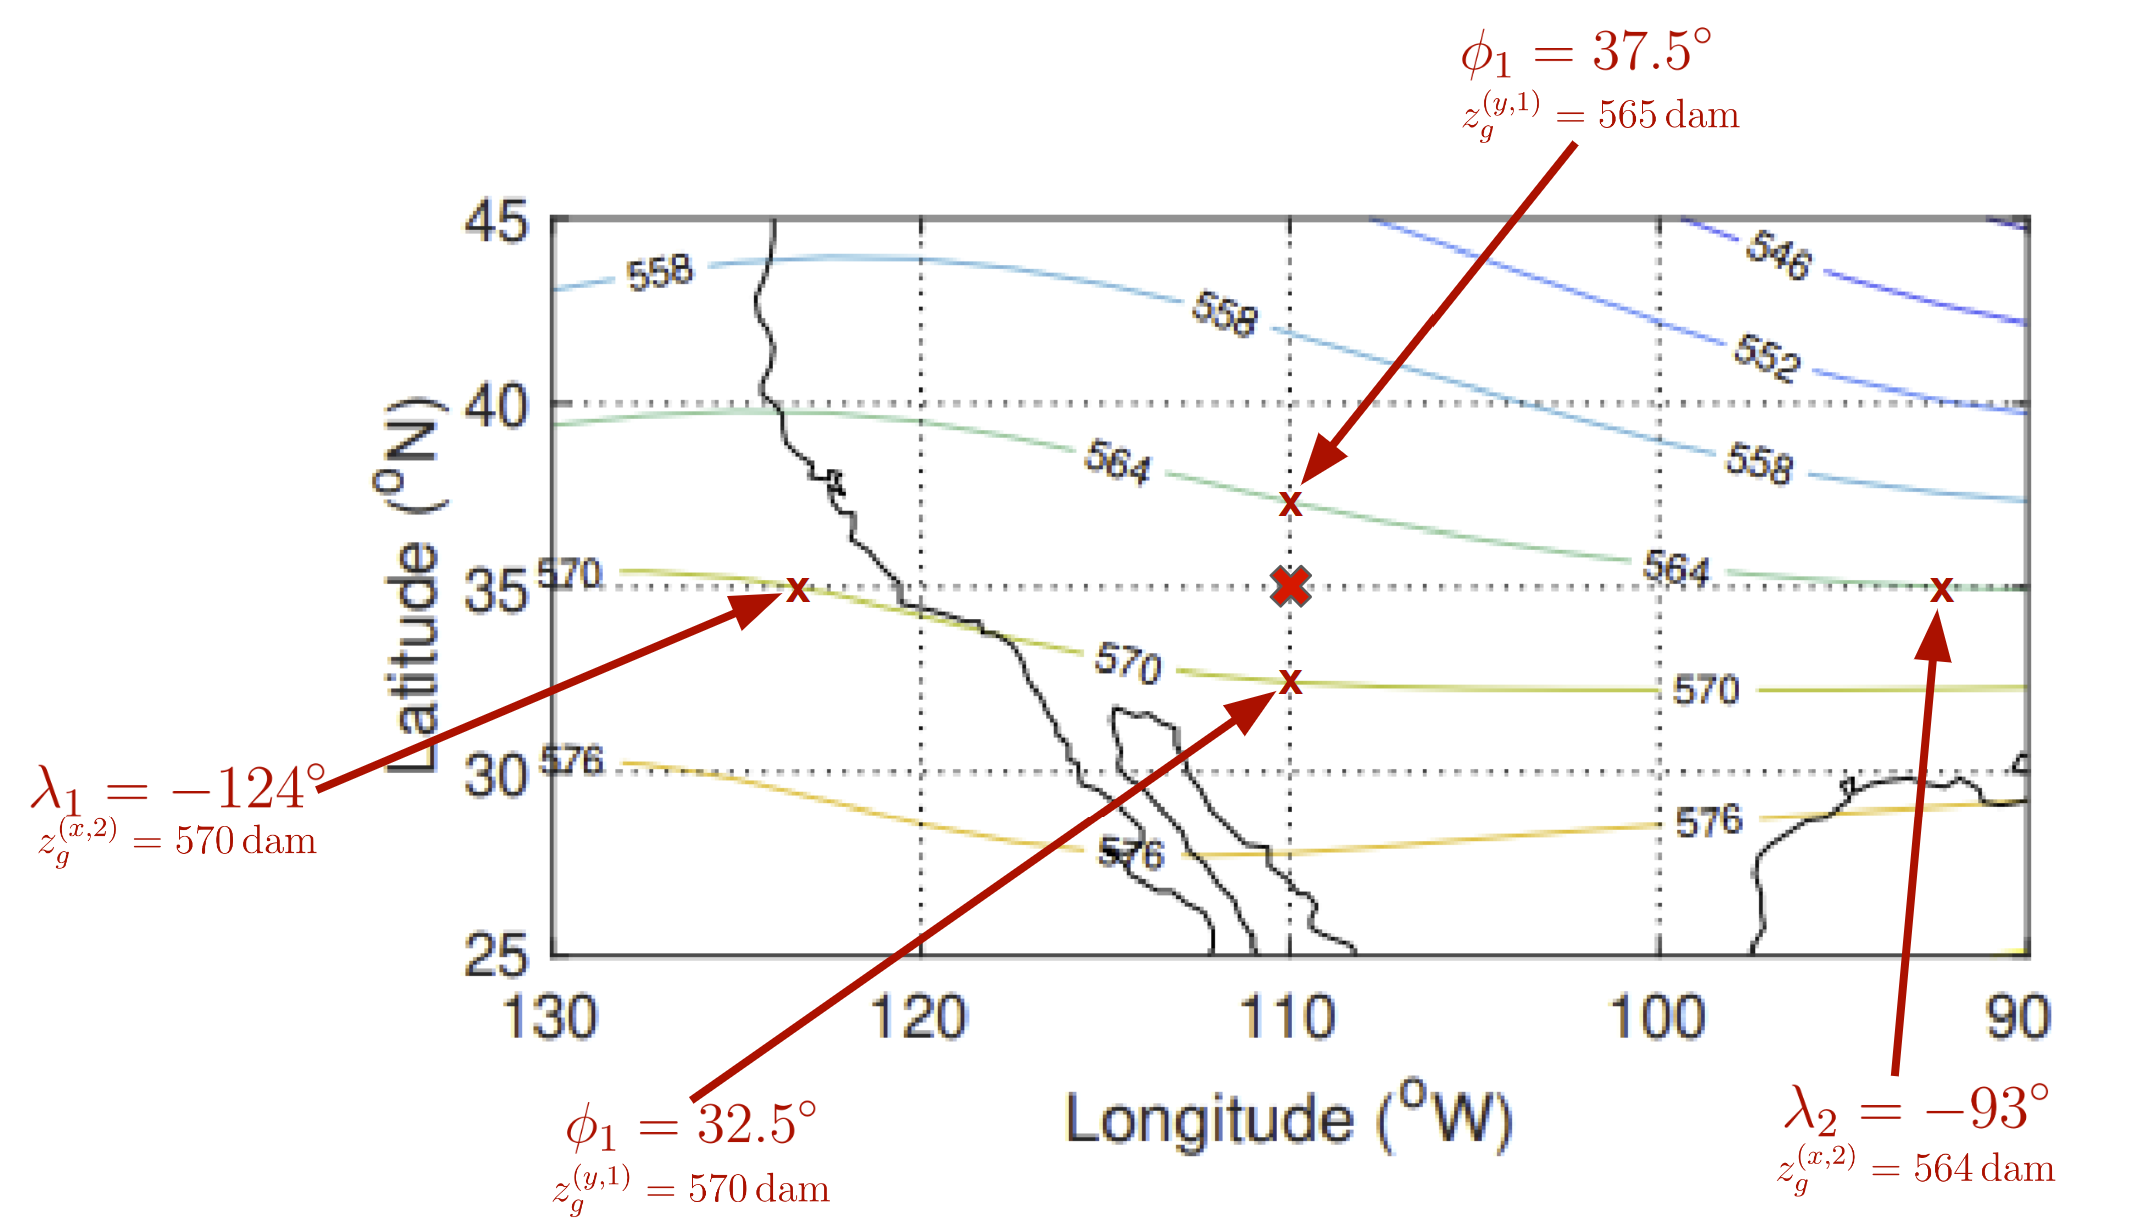 ϕ₁ = 37.5°
z_g^(y,1) = 565 dam
45
546
558
558
552
40
564
558
564
570
35
570
570
30
576
576
576
25
Latitude (°N)
λ₁ = −124°
z_g^(x,2) = 570 dam
130
120
110
100
90
Longitude (°W)
ϕ₁ = 32.5°
z_g^(y,1) = 570 dam
λ₂ = −93°
z_g^(x,2) = 564 dam
x
x
x
x